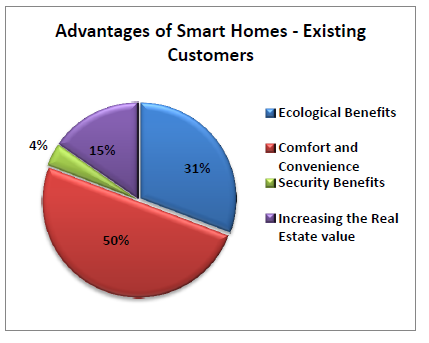 Advantages of Smart Homes - Existing
Customers
4%
15%
31%
50%
Ecological Benefits
Comfort and
Convenience
Security Benefits
Increasing the Real
Estate value